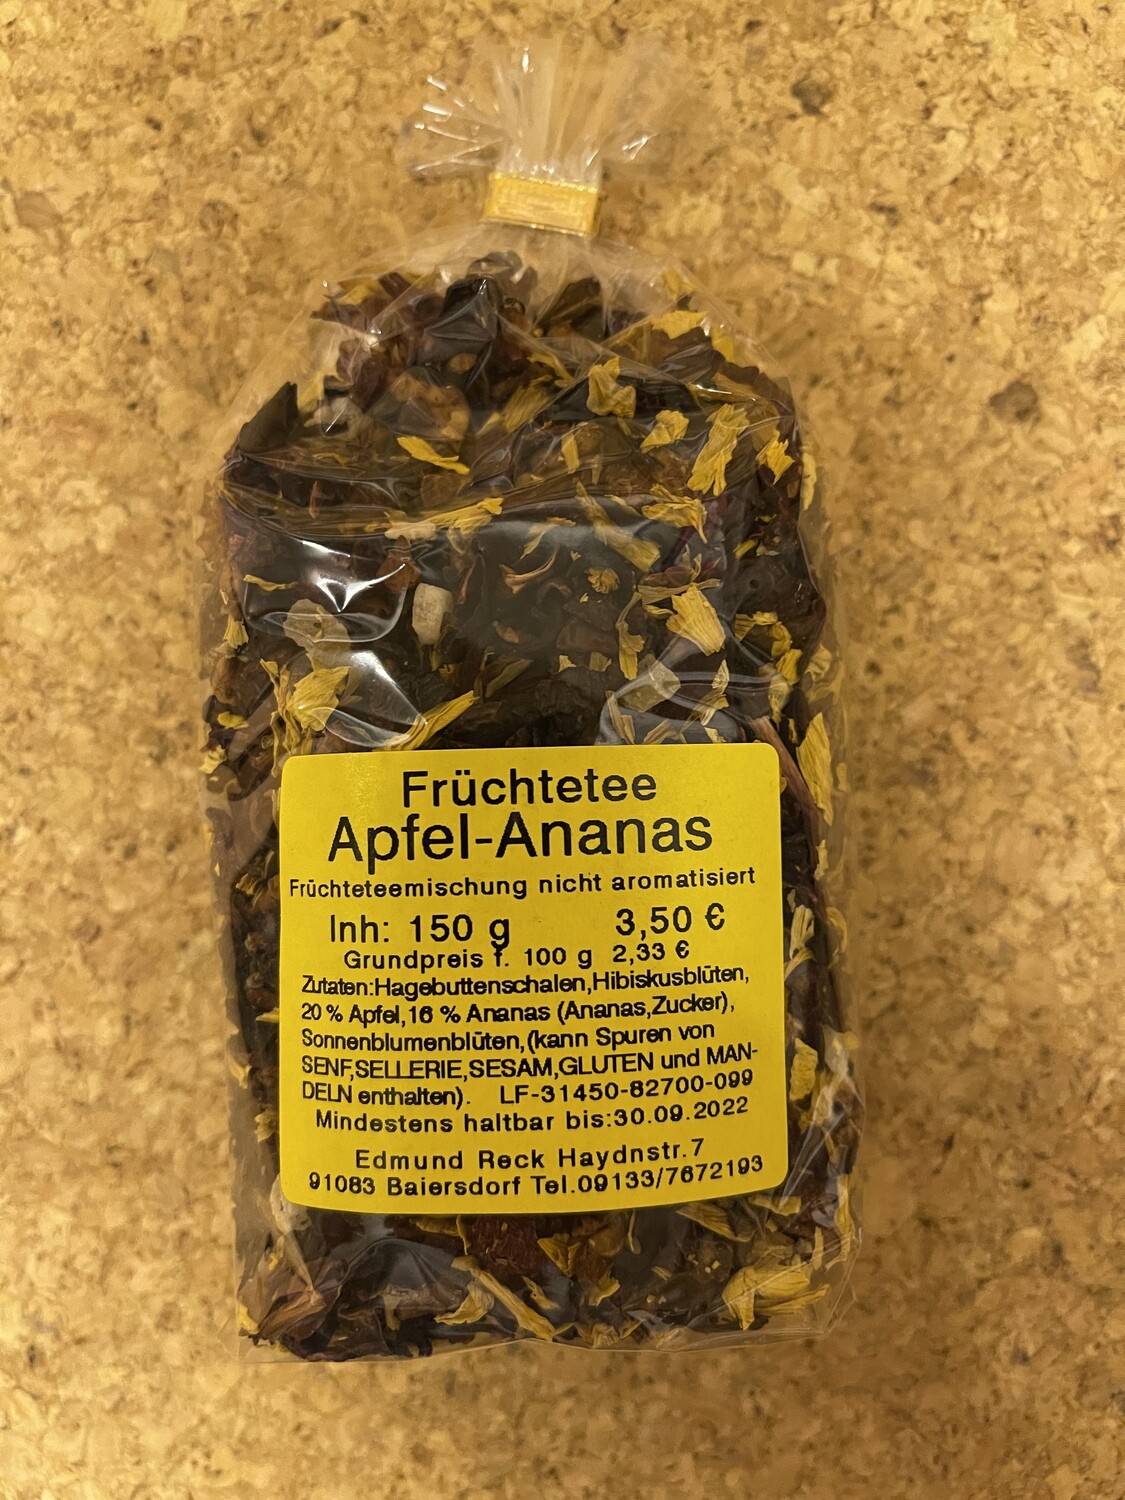 Früchtetee
Apfel-Ananas
Früchteteemischung nicht aromatisiert
Inh: 150 g 3,50 €
Grundpreis f. 100 g 2,33 €
Zutaten:Hagebuttenschalen,Hibiskusblüten,
20 % Apfel,16 % Ananas (Ananas,Zucker),
Sonnenblumenblüten,(kann Spuren von
SENF,SELLERIE,SESAM,GLUTEN und MAN-
DELN enthalten). LF-31450-82700-099
Mindestens haltbar bis:30.09.2022
Edmund Reck Haydnstr.7
91083 Baiersdorf Tel.09133/7672193